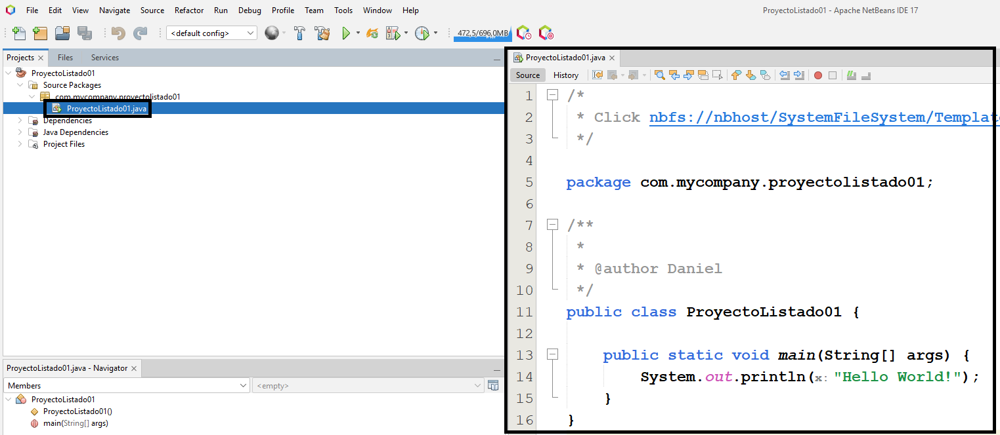 File Edit View Navigate Source Refactor Run Debug Profile Team Tools Window Help
ProyectoListado01 - Apache NetBeans IDE 17
<default config>
472,5/696,0MB
Projects Files Services
ProyectoListado01
Source Packages
com.mycompany.proyectolistado01
ProyectoListado01.java
Dependencies
Java Dependencies
Project Files
ProyectoListado01.java - Navigator
Members
<empty>
ProyectoListado01
ProyectoListado01()
main(String[] args)
ProyectoListado01.java
Source History
1 /*
2 * Click nbfs://nbhost/SystemFileSystem/Template
3 */
4
5 package com.mycompany.proyectolistado01;
6
7 /**
8 *
9 * @author Daniel
10 */
11 public class ProyectoListado01 {
12
13 public static void main(String[] args) {
14 System.out.println(x: "Hello World!");
15 }
16 }